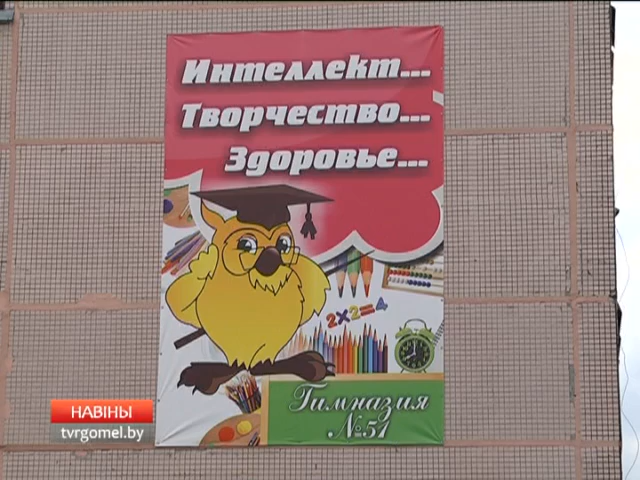 Интеллект...
Творчество...
Здоровье...
2×2=4
Гимназия
№51
НАВІНЫ
tvrgomel.by